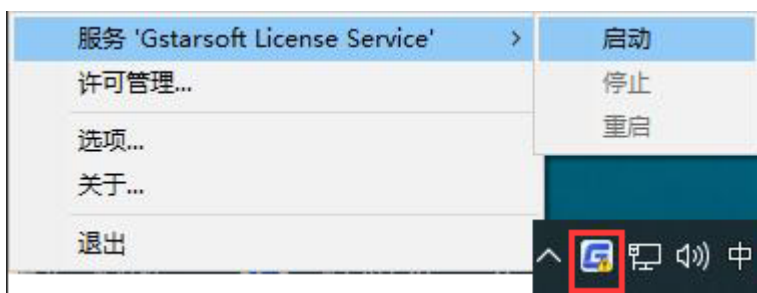 服务 'Gstarsoft License Service'
启动
许可管理...
停止
重启
选项...
关于...
退出
中